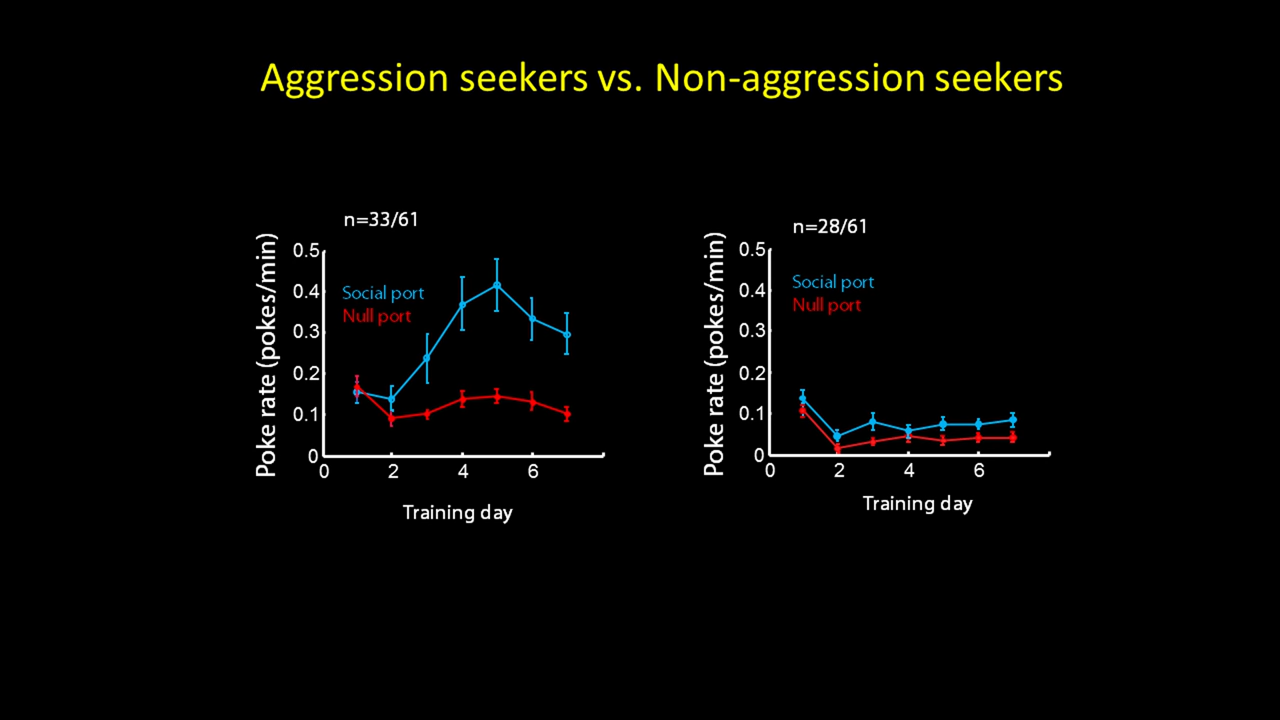 Aggression seekers vs. Non-aggression seekers
n=33/61
Poke rate (pokes/min)
0.5
0.4
0.3
0.2
0.1
0
Social port
Null port
0
2
4
6
Training day
n=28/61
Poke rate (pokes/min)
0.5
0.4
0.3
0.2
0.1
0
Social port
Null port
0
2
4
6
Training day